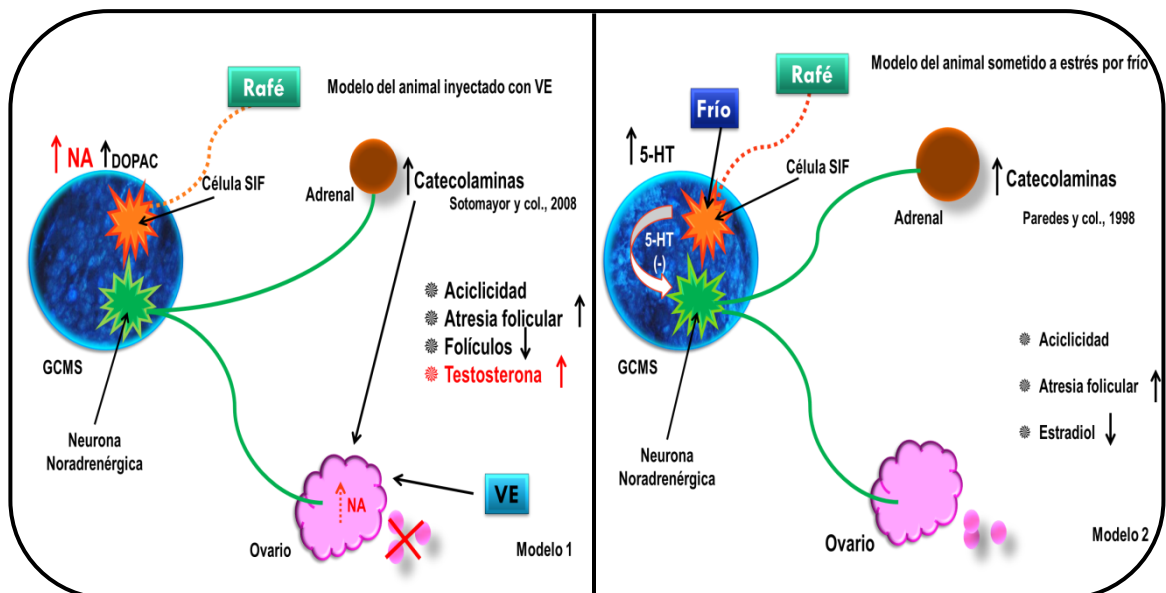 Rafé
Modelo del animal inyectado con VE
↑ NA ↑ DOPAC
Célula SIF
Adrenal
↑ Catecolaminas
Sotomayor y col., 2008
Aciclicidad
Atresia folicular ↑
Folículos ↓
Testosterona ↑
GCMS
Neurona
Noradrenérgica
NA
VE
Ovario
Modelo 1
Modelo del animal sometido a estrés por frío
Rafé
Frío
↑ 5-HT
Célula SIF
Adrenal
↑ Catecolaminas
Paredes y col., 1998
5-HT
(-)
GCMS
Aciclicidad
Atresia folicular ↑
Estradiol ↓
Neurona
Noradrenérgica
Ovario
Modelo 2